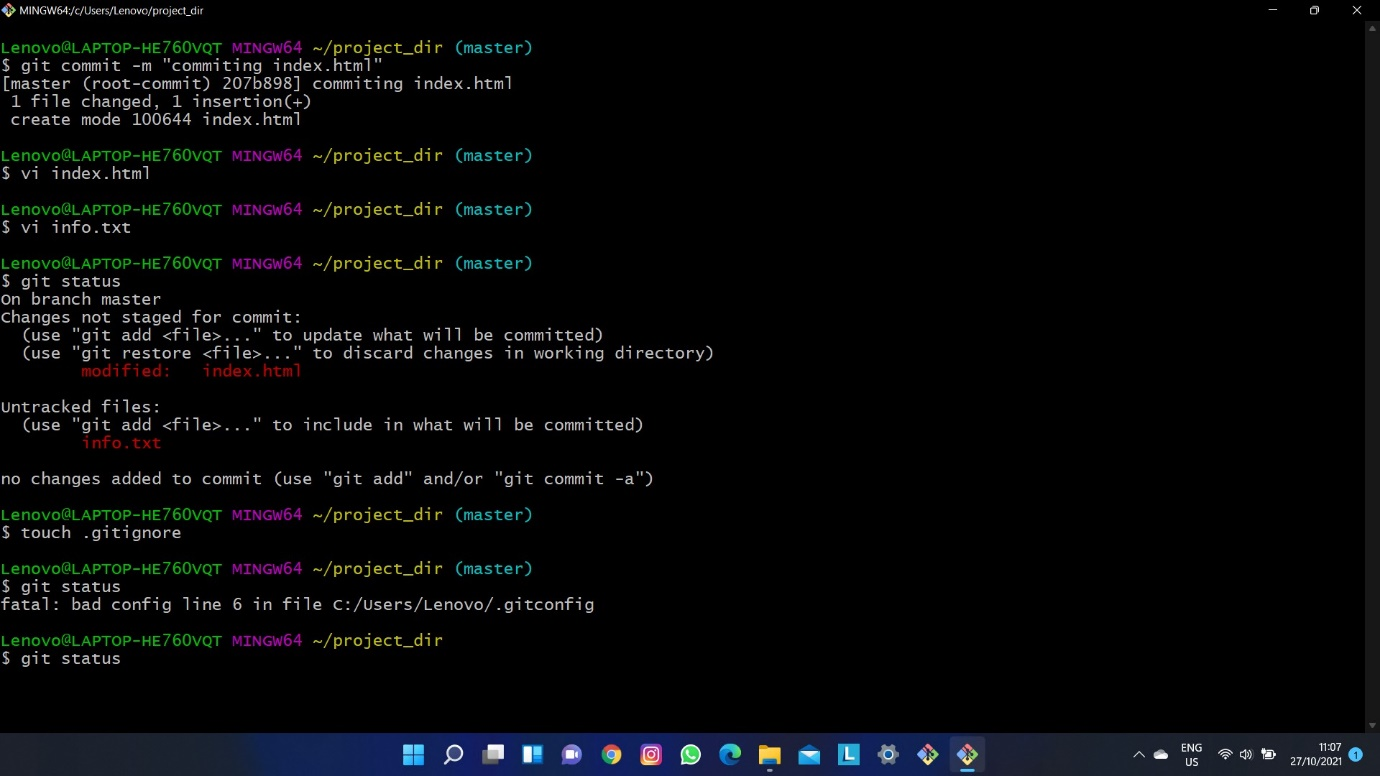 MINGW64:/c/Users/Lenovo/project_dir
Lenovo@LAPTOP-HE760VQT MINGW64 ~/project_dir (master)
$ git commit -m "commiting index.html"
[master (root-commit) 207b898] commiting index.html
 1 file changed, 1 insertion(+)
 create mode 100644 index.html
Lenovo@LAPTOP-HE760VQT MINGW64 ~/project_dir (master)
$ vi index.html
Lenovo@LAPTOP-HE760VQT MINGW64 ~/project_dir (master)
$ vi info.txt
Lenovo@LAPTOP-HE760VQT MINGW64 ~/project_dir (master)
$ git status
On branch master
Changes not staged for commit:
  (use "git add <file>..." to update what will be committed)
  (use "git restore <file>..." to discard changes in working directory)
        modified:   index.html
Untracked files:
  (use "git add <file>..." to include in what will be committed)
        info.txt
no changes added to commit (use "git add" and/or "git commit -a")
Lenovo@LAPTOP-HE760VQT MINGW64 ~/project_dir (master)
$ touch .gitignore
Lenovo@LAPTOP-HE760VQT MINGW64 ~/project_dir (master)
$ git status
fatal: bad config line 6 in file C:/Users/Lenovo/.gitconfig
Lenovo@LAPTOP-HE760VQT MINGW64 ~/project_dir
$ git status
L
ENG
US
11:07
27/10/2021
1